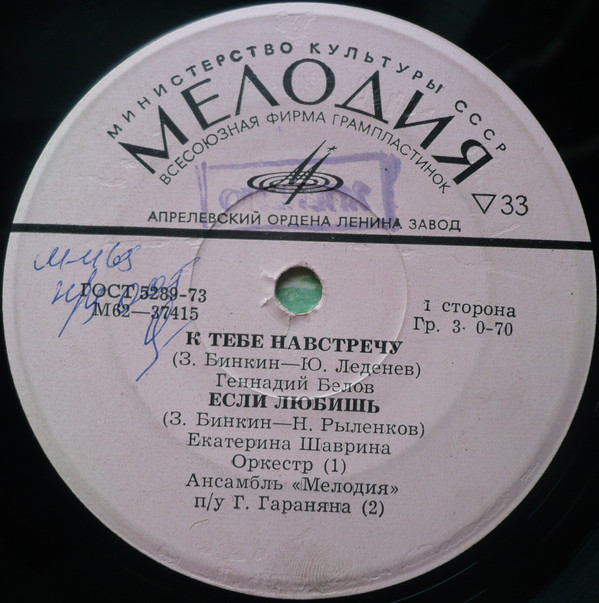 МИНИСТЕРСТВО КУЛЬТУРЫ СССР
МЕЛОДИЯ
ВСЕСОЮЗНАЯ ФИРМА ГРАМПЛАСТИНОК
▽33
АПРЕЛЕВСКИЙ ОРДЕНА ЛЕНИНА ЗАВОД
ГОСТ 5289-73
М62—37415
1 сторона
Гр. 3· 0-70
К ТЕБЕ НАВСТРЕЧУ
(З. Бинкин—Ю. Леденев)
Геннадий Белов
ЕСЛИ ЛЮБИШЬ
(З. Бинкин—Н. Рыленков)
Екатерина Шаврина
Оркестр (1)
Ансамбль «Мелодия»
п/у Г. Гараняна (2)